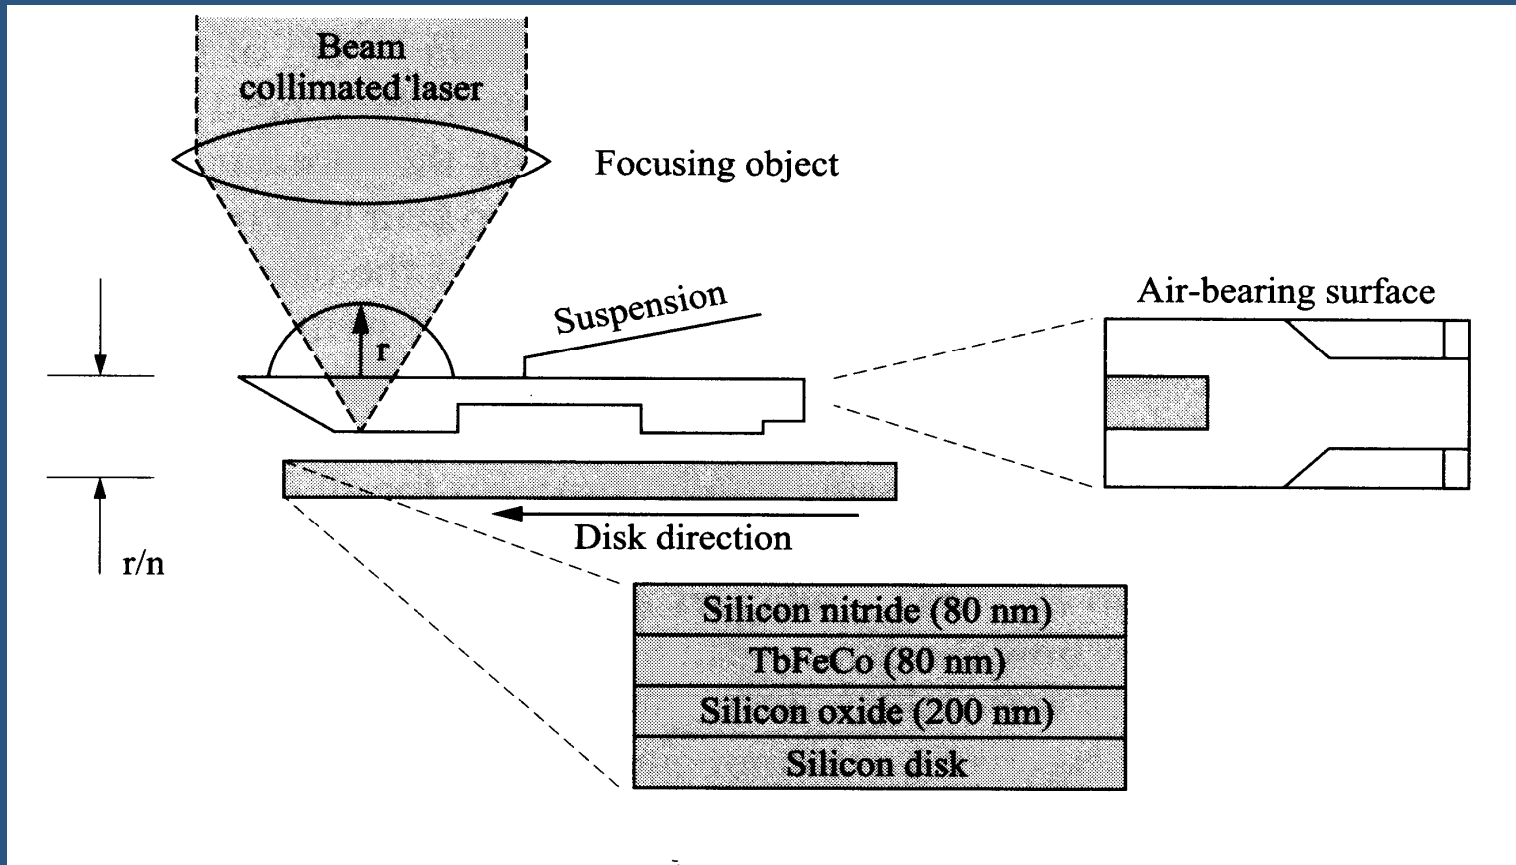 Beam
collimated laser
Focusing object
Suspension
r
Air-bearing surface
Disk direction
r/n
Silicon nitride (80 nm)
TbFeCo (80 nm)
Silicon oxide (200 nm)
Silicon disk